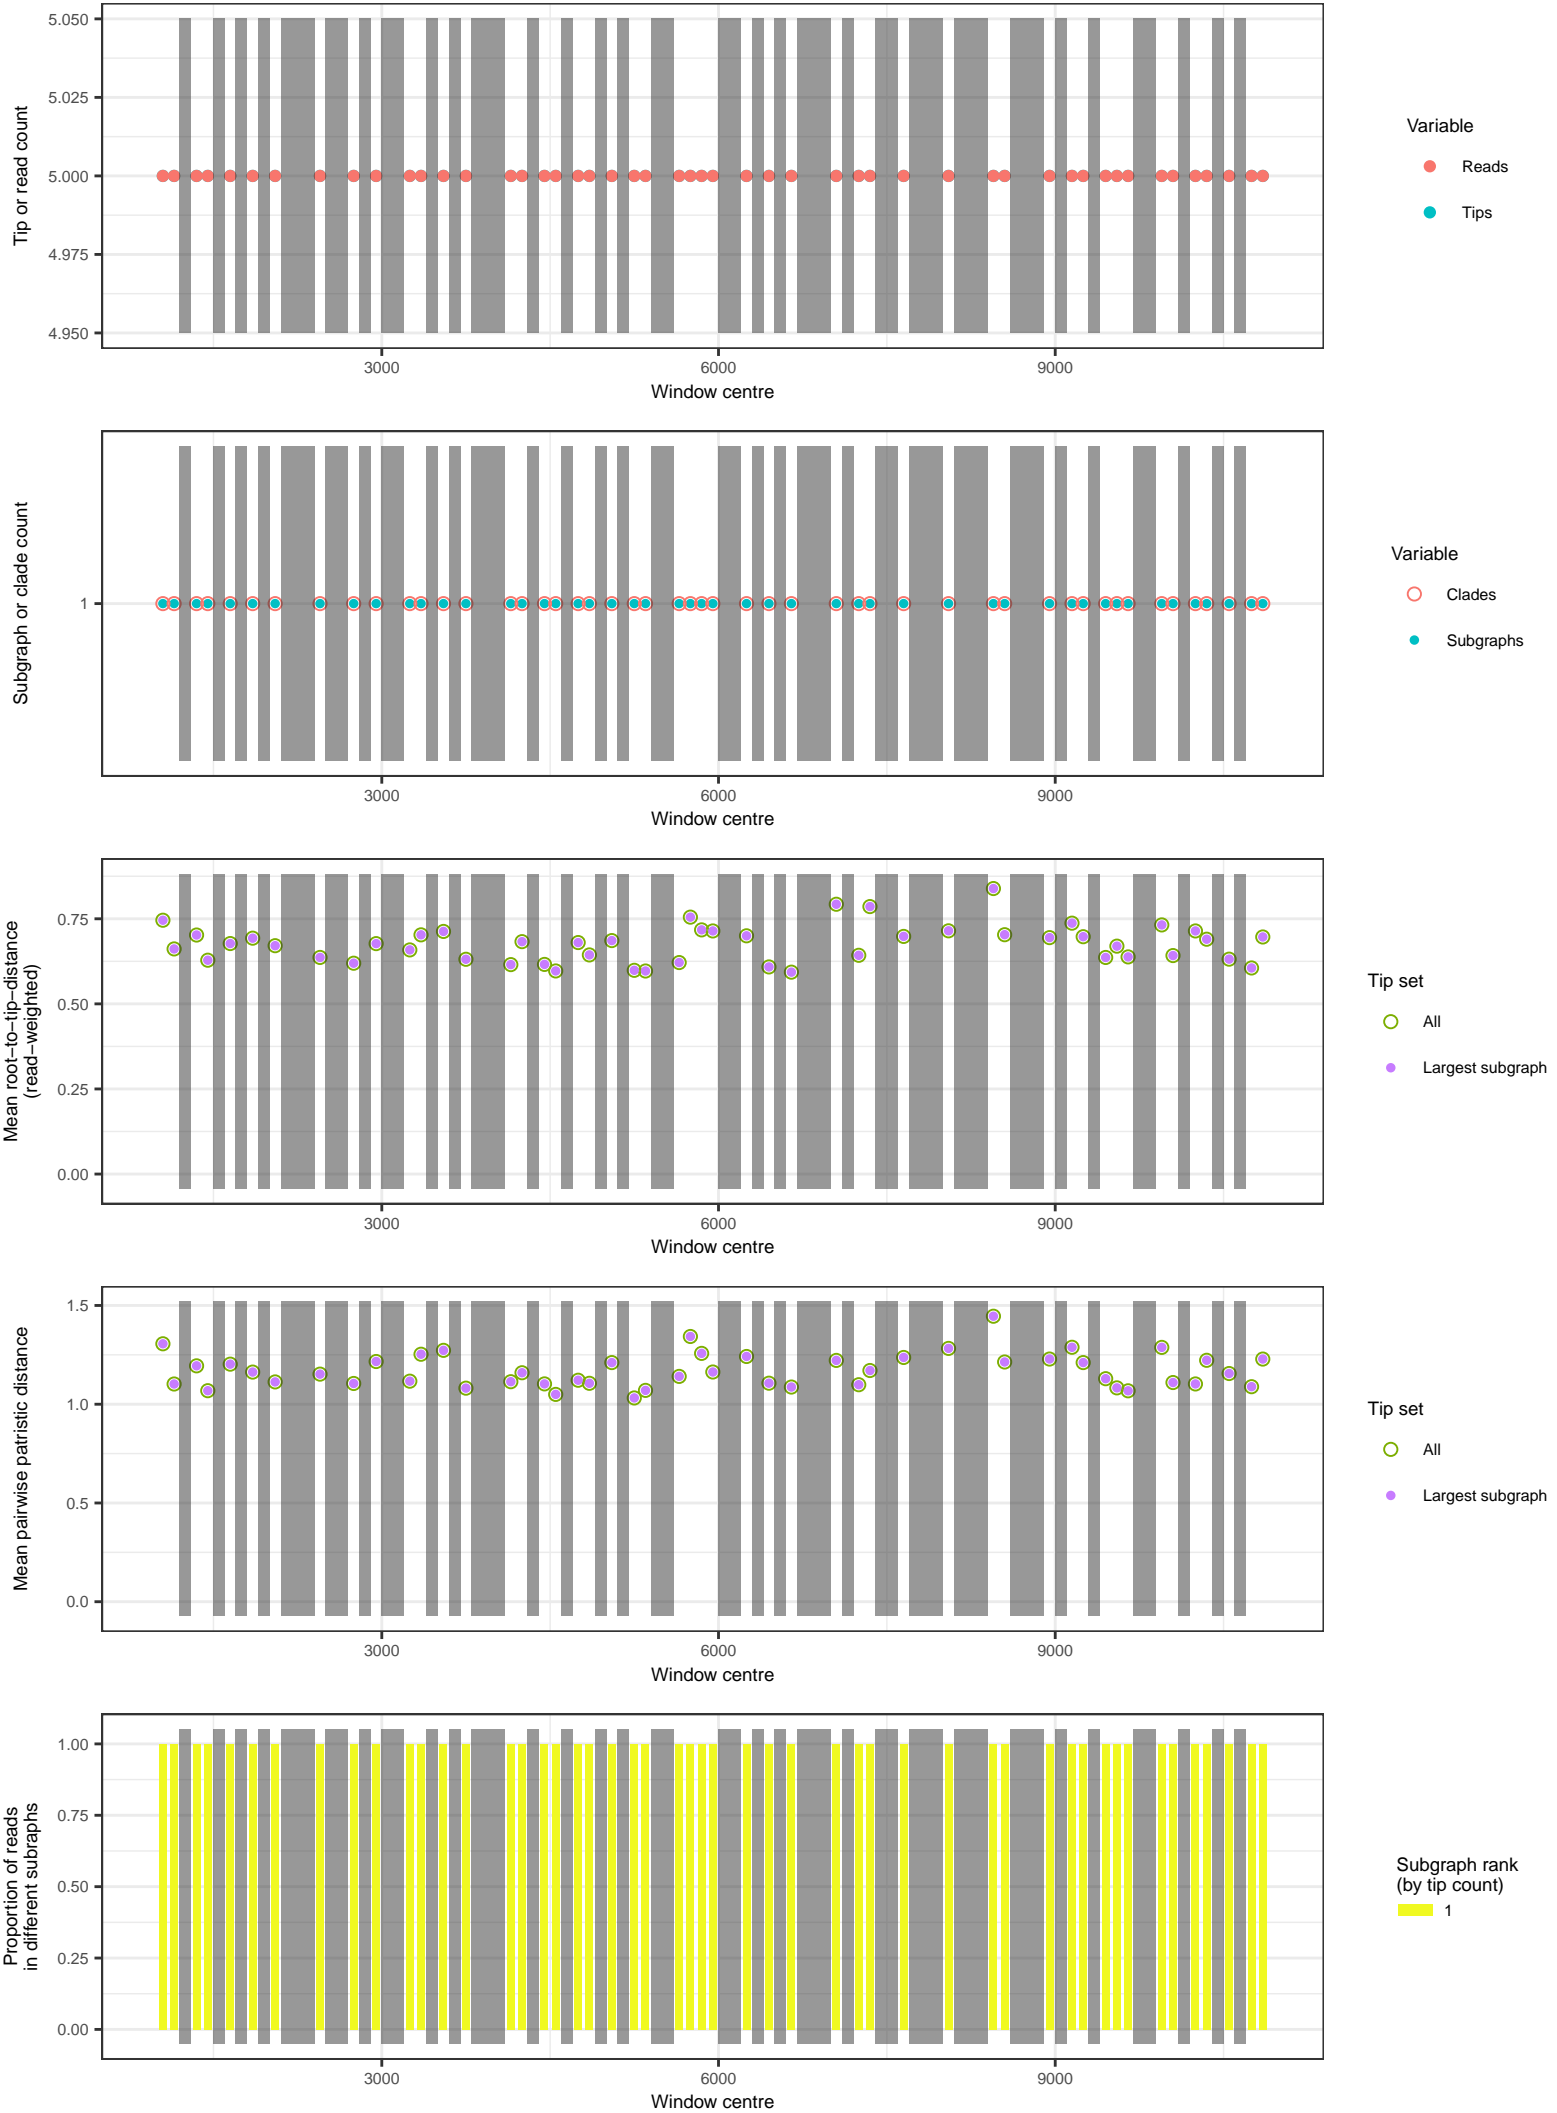 5.050
5.025
5.000
4.975
4.950
Tip or read count
3000
6000
9000
Window centre
Variable
Reads
Tips
1
Subgraph or clade count
3000
6000
9000
Window centre
Variable
Clades
Subgraphs
0.75
0.50
0.25
0.00
Mean root−to−tip−distance
(read−weighted)
3000
6000
9000
Window centre
Tip set
All
Largest subgraph
1.5
1.0
0.5
0.0
Mean pairwise patristic distance
3000
6000
9000
Window centre
Tip set
All
Largest subgraph
1.00
0.75
0.50
0.25
0.00
Proportion of reads
in different subraphs
3000
6000
9000
Window centre
Subgraph rank
(by tip count)
1